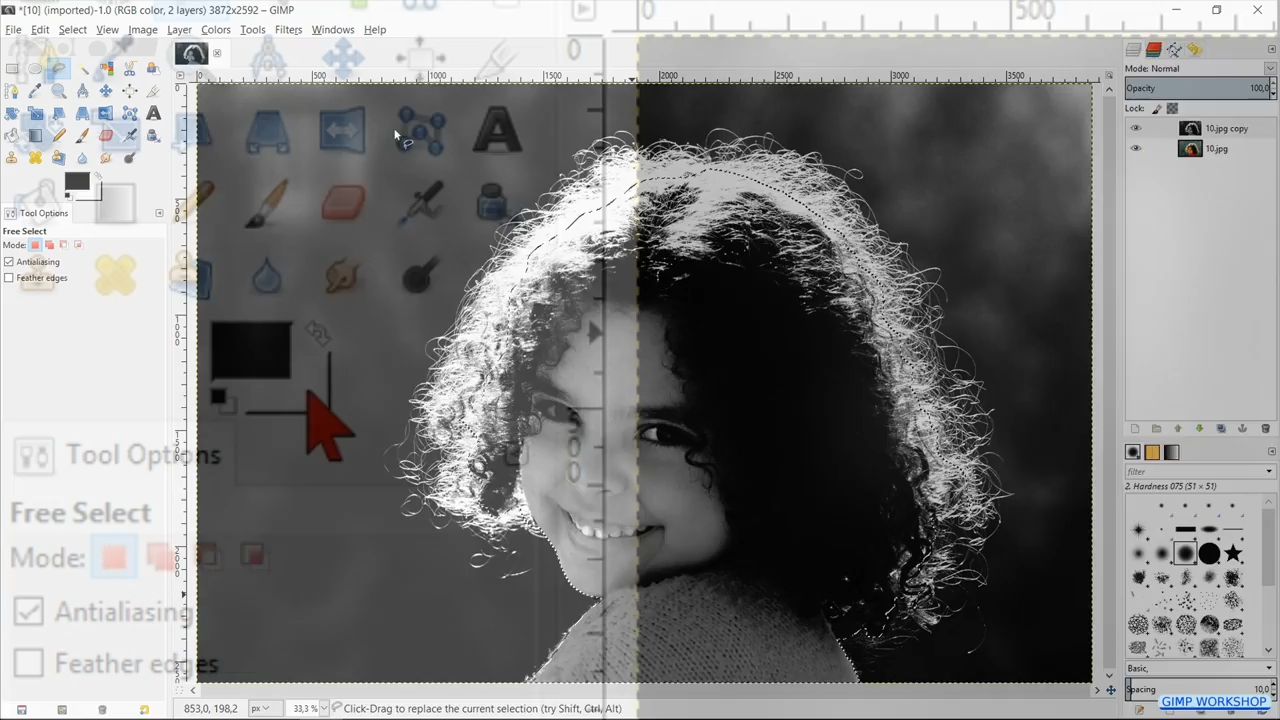 *[10] (imported)-1.0 (RGB color, 2 layers) 3872x2592 – GIMP
File Edit Select View Image Layer Colors Tools Filters Windows Help
0 500
0 500 1000 1500 2000 2500 3000 3500
Mode: Normal
Opacity 100,0
Lock:
10.jpg copy
10.jpg
Tool Options
Free Select
Mode:
Antialiasing
Feather edges
Tool Options
Free Select
Mode:
Antialiasing
Feather edges
filter
2. Hardness 075 (51 × 51)
Basic,
Spacing 10,0
853,0, 198,2 px 33,3 % Click-Drag to replace the current selection (try Shift, Ctrl, Alt)
GIMP WORKSHOP